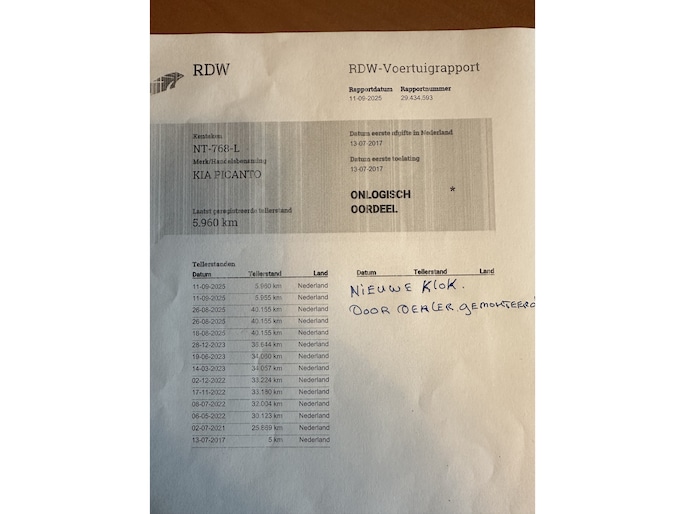 RDW
RDW-Voertuigrapport
Rapportdatum Rapportnummer
11-09-2025 29.434.593
Kenteken
NT-768-L
Merk/Handelsbenaming
KIA PICANTO
Laatst geregistreerde tellerstand
5.960 km
Datum eerste afgifte in Nederland
13-07-2017
Datum eerste toelating
13-07-2017
ONLOGISCH *
OORDEEL
Tellerstanden
Datum Tellerstand Land
11-09-2025 5.960 km Nederland
11-09-2025 5.955 km Nederland
26-08-2025 40.155 km Nederland
26-08-2025 40.155 km Nederland
18-08-2025 40.155 km Nederland
28-12-2023 36.644 km Nederland
19-06-2023 34.060 km Nederland
14-03-2023 34.057 km Nederland
02-12-2022 33.224 km Nederland
17-11-2022 33.180 km Nederland
08-07-2022 32.004 km Nederland
06-05-2022 30.123 km Nederland
02-07-2021 25.869 km Nederland
13-07-2017 5 km Nederland
Datum Tellerstand Land
NIEUWE KLOK.
DOOR DEALER GEMONTEERD